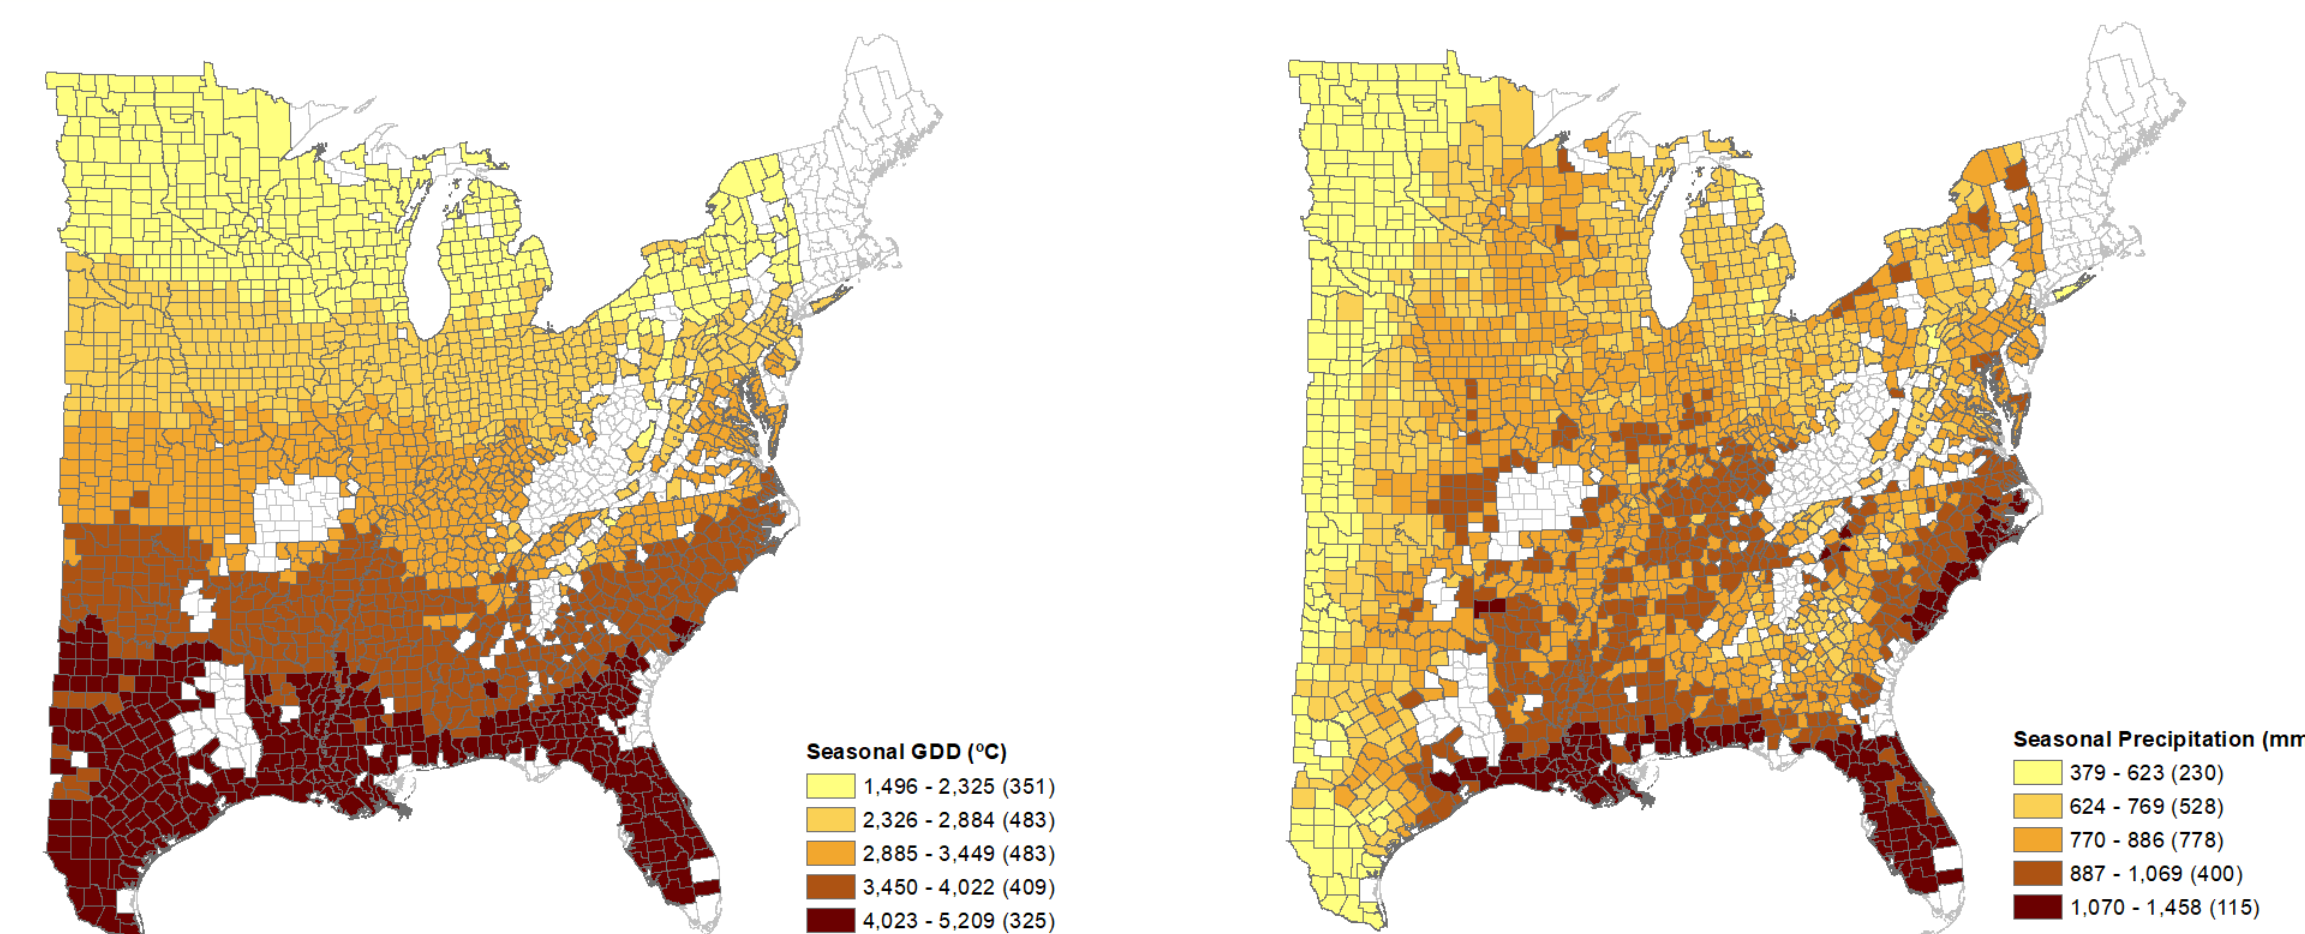 Seasonal GDD (ºC)
1,496 - 2,325 (351)
2,326 - 2,884 (483)
2,885 - 3,449 (483)
3,450 - 4,022 (409)
4,023 - 5,209 (325)
Seasonal Precipitation (mm
379 - 623 (230)
624 - 769 (528)
770 - 886 (778)
887 - 1,069 (400)
1,070 - 1,458 (115)